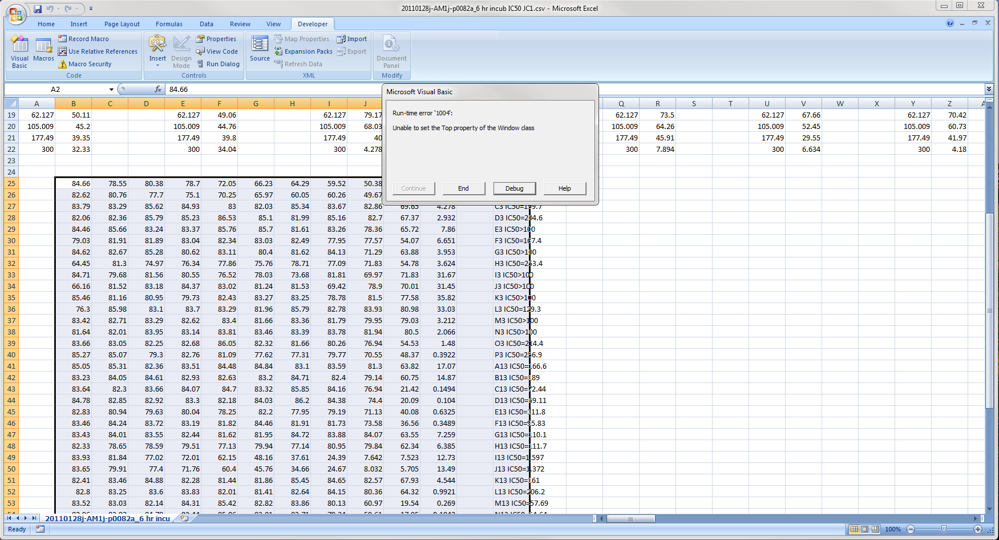 20110128j-AM1j-p0082a_6 hr incub IC50 JC1.csv - Microsoft Excel
Home Insert Page Layout Formulas Data Review View Developer
Visual Basic
Macros
Record Macro
Use Relative References
Macro Security
Code
Insert
Design Mode
Properties
View Code
Run Dialog
Controls
Source
Map Properties
Expansion Packs
Refresh Data
Import
Export
XML
Document Panel
Modify
A2 fx 84.66
Microsoft Visual Basic
Run-time error '1004':
Unable to set the Top property of the Window class
Continue End Debug Help
A B C D E F G H I J Q R S T U V W X Y Z
19 62.127 50.11 62.127 49.06 62.127 79.17 62.127 73.5 62.127 67.66 62.127 70.42
20 105.009 45.2 105.009 44.76 105.009 68.03 105.009 64.26 105.009 52.45 105.009 60.73
21 177.49 39.35 177.49 39.8 177.49 40 177.49 45.91 177.49 29.55 177.49 41.97
22 300 32.33 300 34.04 300 4.278 300 7.894 300 6.634 300 4.18
23
24
25 84.66 78.55 80.38 78.7 72.05 66.23 64.29 59.52 50.38
26 82.62 80.76 77.7 75.1 70.25 65.97 60.05 60.26 49.67
27 83.79 83.29 85.62 84.93 83 82.03 85.34 83.67 82.86 69.65 4.278 C3 IC50=199.7
28 82.06 82.36 85.79 85.23 86.53 85.1 81.99 85.16 82.7 67.37 2.932 D3 IC50=204.6
29 84.46 85.66 83.24 83.37 85.76 85.7 81.61 83.26 78.36 65.72 7.86 E3 IC50>100
30 79.03 81.91 81.89 83.04 82.34 83.03 82.49 77.95 77.57 54.07 6.651 F3 IC50=167.4
31 84.62 82.67 85.28 80.62 83.11 80.4 81.62 84.13 71.29 63.88 3.953 G3 IC50>100
32 64.45 81.3 74.97 76.34 77.86 75.76 78.71 77.09 71.83 54.78 3.624 H3 IC50=253.4
33 84.71 79.68 81.56 80.55 76.52 78.03 73.68 81.81 69.97 71.83 31.67 I3 IC50>100
34 66.16 81.52 83.18 84.37 83.02 81.24 81.53 69.42 78.9 70.01 31.45 J3 IC50>100
35 85.46 81.16 80.95 79.73 82.43 83.27 83.25 78.78 81.5 77.58 35.82 K3 IC50>100
36 76.3 85.98 83.1 83.7 83.29 81.96 85.79 82.78 83.93 80.98 33.03 L3 IC50=129.3
37 83.42 82.71 83.29 82.62 83.4 81.66 83.36 81.79 79.95 79.03 3.212 M3 IC50>100
38 81.64 82.01 83.95 83.14 83.81 83.46 83.39 83.78 81.94 80.5 2.066 N3 IC50>100
39 83.66 83.05 82.25 82.68 86.05 82.32 81.66 80.26 76.94 54.53 1.48 O3 IC50=214.4
40 85.27 85.07 79.3 82.76 81.09 77.62 77.31 79.77 70.55 48.37 0.3922 P3 IC50=256.9
41 85.05 85.31 82.36 83.51 84.48 84.84 83.1 83.59 81.3 63.82 17.07 A13 IC50=166.6
42 83.23 84.05 84.61 82.93 82.63 83.2 84.71 82.4 79.14 60.75 14.87 B13 IC50=189
43 83.64 82.3 83.66 84.07 84.7 83.32 85.85 84.16 76.94 21.42 0.1494 C13 IC50=72.44
44 84.78 82.85 82.92 83.3 82.18 84.03 86.2 84.38 74.4 20.09 0.104 D13 IC50=69.11
45 82.83 80.94 79.63 80.04 78.25 82.2 77.95 79.19 71.13 40.08 0.6325 E13 IC50=111.8
46 83.46 84.24 83.72 83.19 81.82 84.46 81.91 81.73 73.58 36.56 0.3489 F13 IC50=95.83
47 83.43 84.01 83.55 82.44 81.62 81.95 84.72 83.88 84.07 63.55 7.259 G13 IC50=110.1
48 82.33 78.65 78.59 79.51 77.13 79.94 77.14 80.95 79.84 62.34 6.385 H13 IC50=111.7
49 83.93 81.84 77.02 72.01 62.15 48.16 37.61 24.39 7.642 7.523 12.73 I13 IC50=1.597
50 83.65 79.91 77.4 71.76 60.4 45.76 34.66 24.67 8.032 5.705 13.49 J13 IC50=1.372
51 82.41 83.46 84.88 82.28 81.44 81.86 85.45 84.65 82.57 67.93 4.544 K13 IC50=161
52 82.8 83.25 83.6 83.83 82.01 81.41 82.64 84.15 80.36 64.32 0.9921 L13 IC50=206.2
53 83.52 83.03 82.14 84.31 85.42 82.82 83.86 80.13 60.97 19.54 0.269 M13 IC50=57.69
20110128j-AM1j-p0082a_6 hr incu
Ready 100%